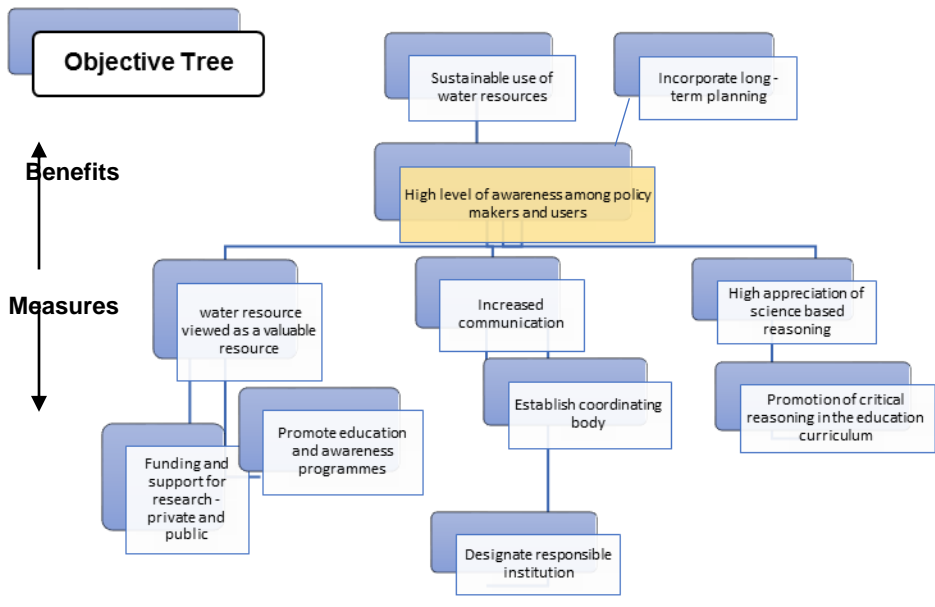 Objective Tree
Sustainable use of
water resources
Incorporate long-
term planning
Benefits
High level of awareness among policy
makers and users
Measures
water resource
viewed as a valuable
resource
Increased
communication
High appreciation of
science based
reasoning
Establish coordinating
body
Promotion of critical
reasoning in the education
curriculum
Promote education
and awareness
programmes
Funding and
support for
research -
private and
public
Designate responsible
institution